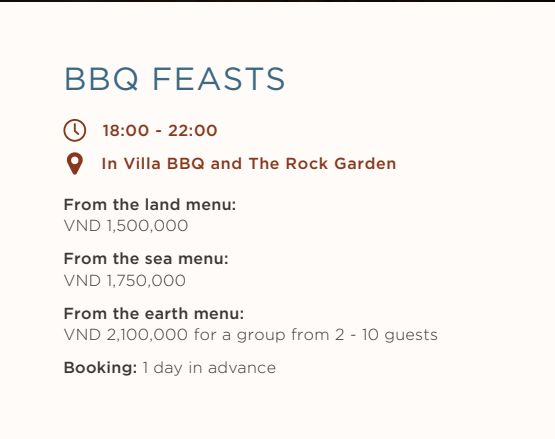 BBQ FEASTS
18:00 - 22:00
In Villa BBQ and The Rock Garden
From the land menu:
VND 1,500,000
From the sea menu:
VND 1,750,000
From the earth menu:
VND 2,100,000 for a group from 2 - 10 guests
Booking: 1 day in advance